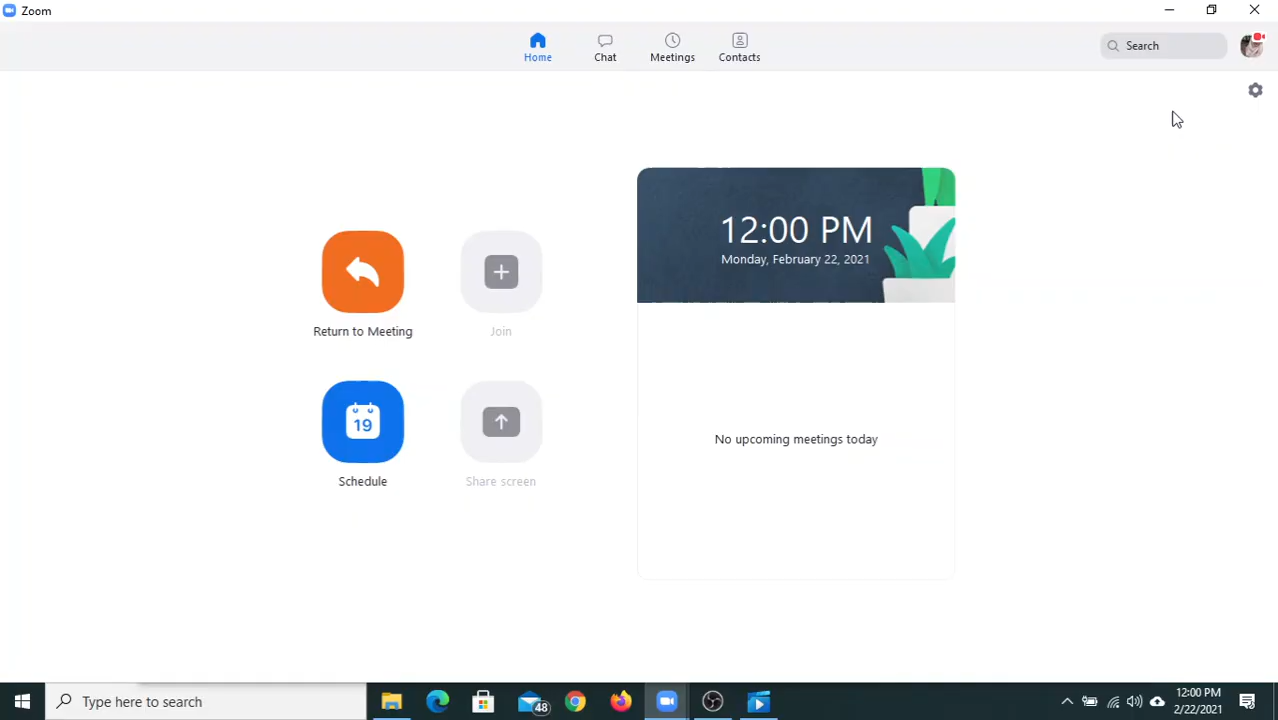 Zoom
Home
Chat
Meetings
Contacts
Search
12:00 PM
Monday, February 22, 2021
Return to Meeting
Join
19
Schedule
Share screen
No upcoming meetings today
Type here to search
48
12:00 PM
2/22/2021